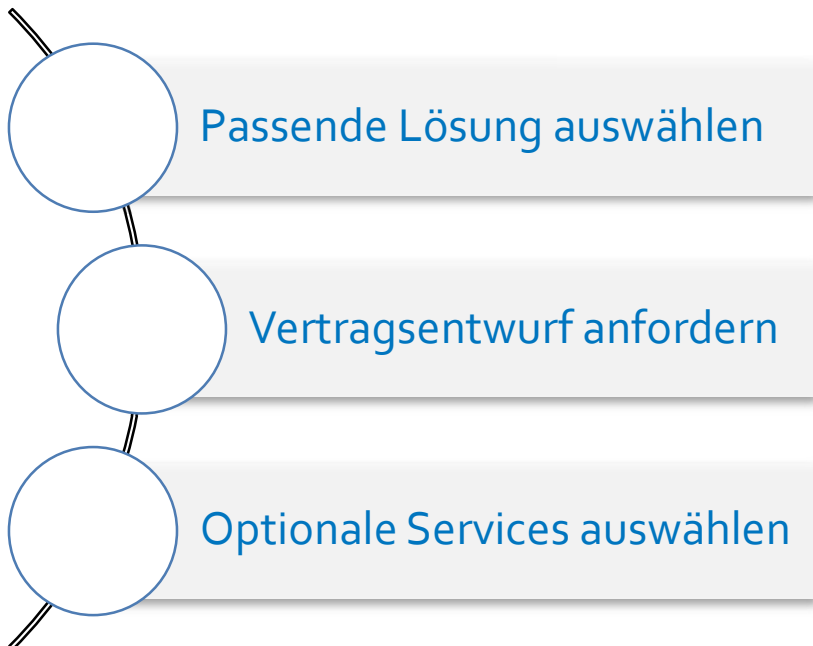 Passende Lösung auswählen
Vertragsentwurf anfordern
Optionale Services auswählen